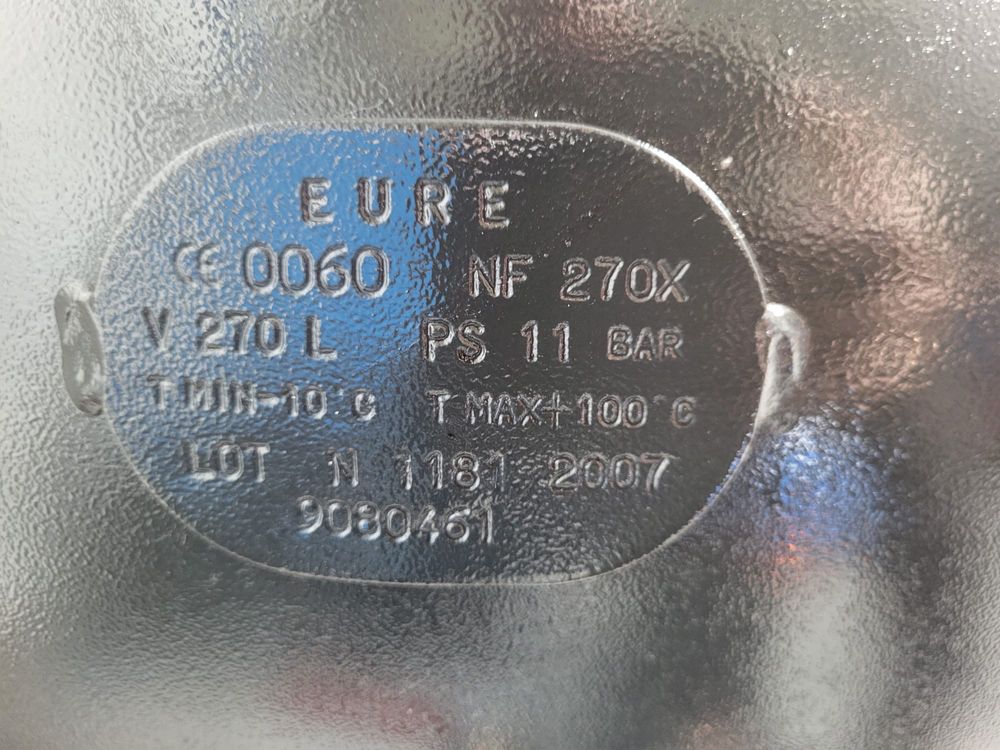 EURE
CE 0060 NF 270X
V 270 L PS 11 BAR
T MIN-10°C T MAX+100°C
LOT N 1181 2007
9080461